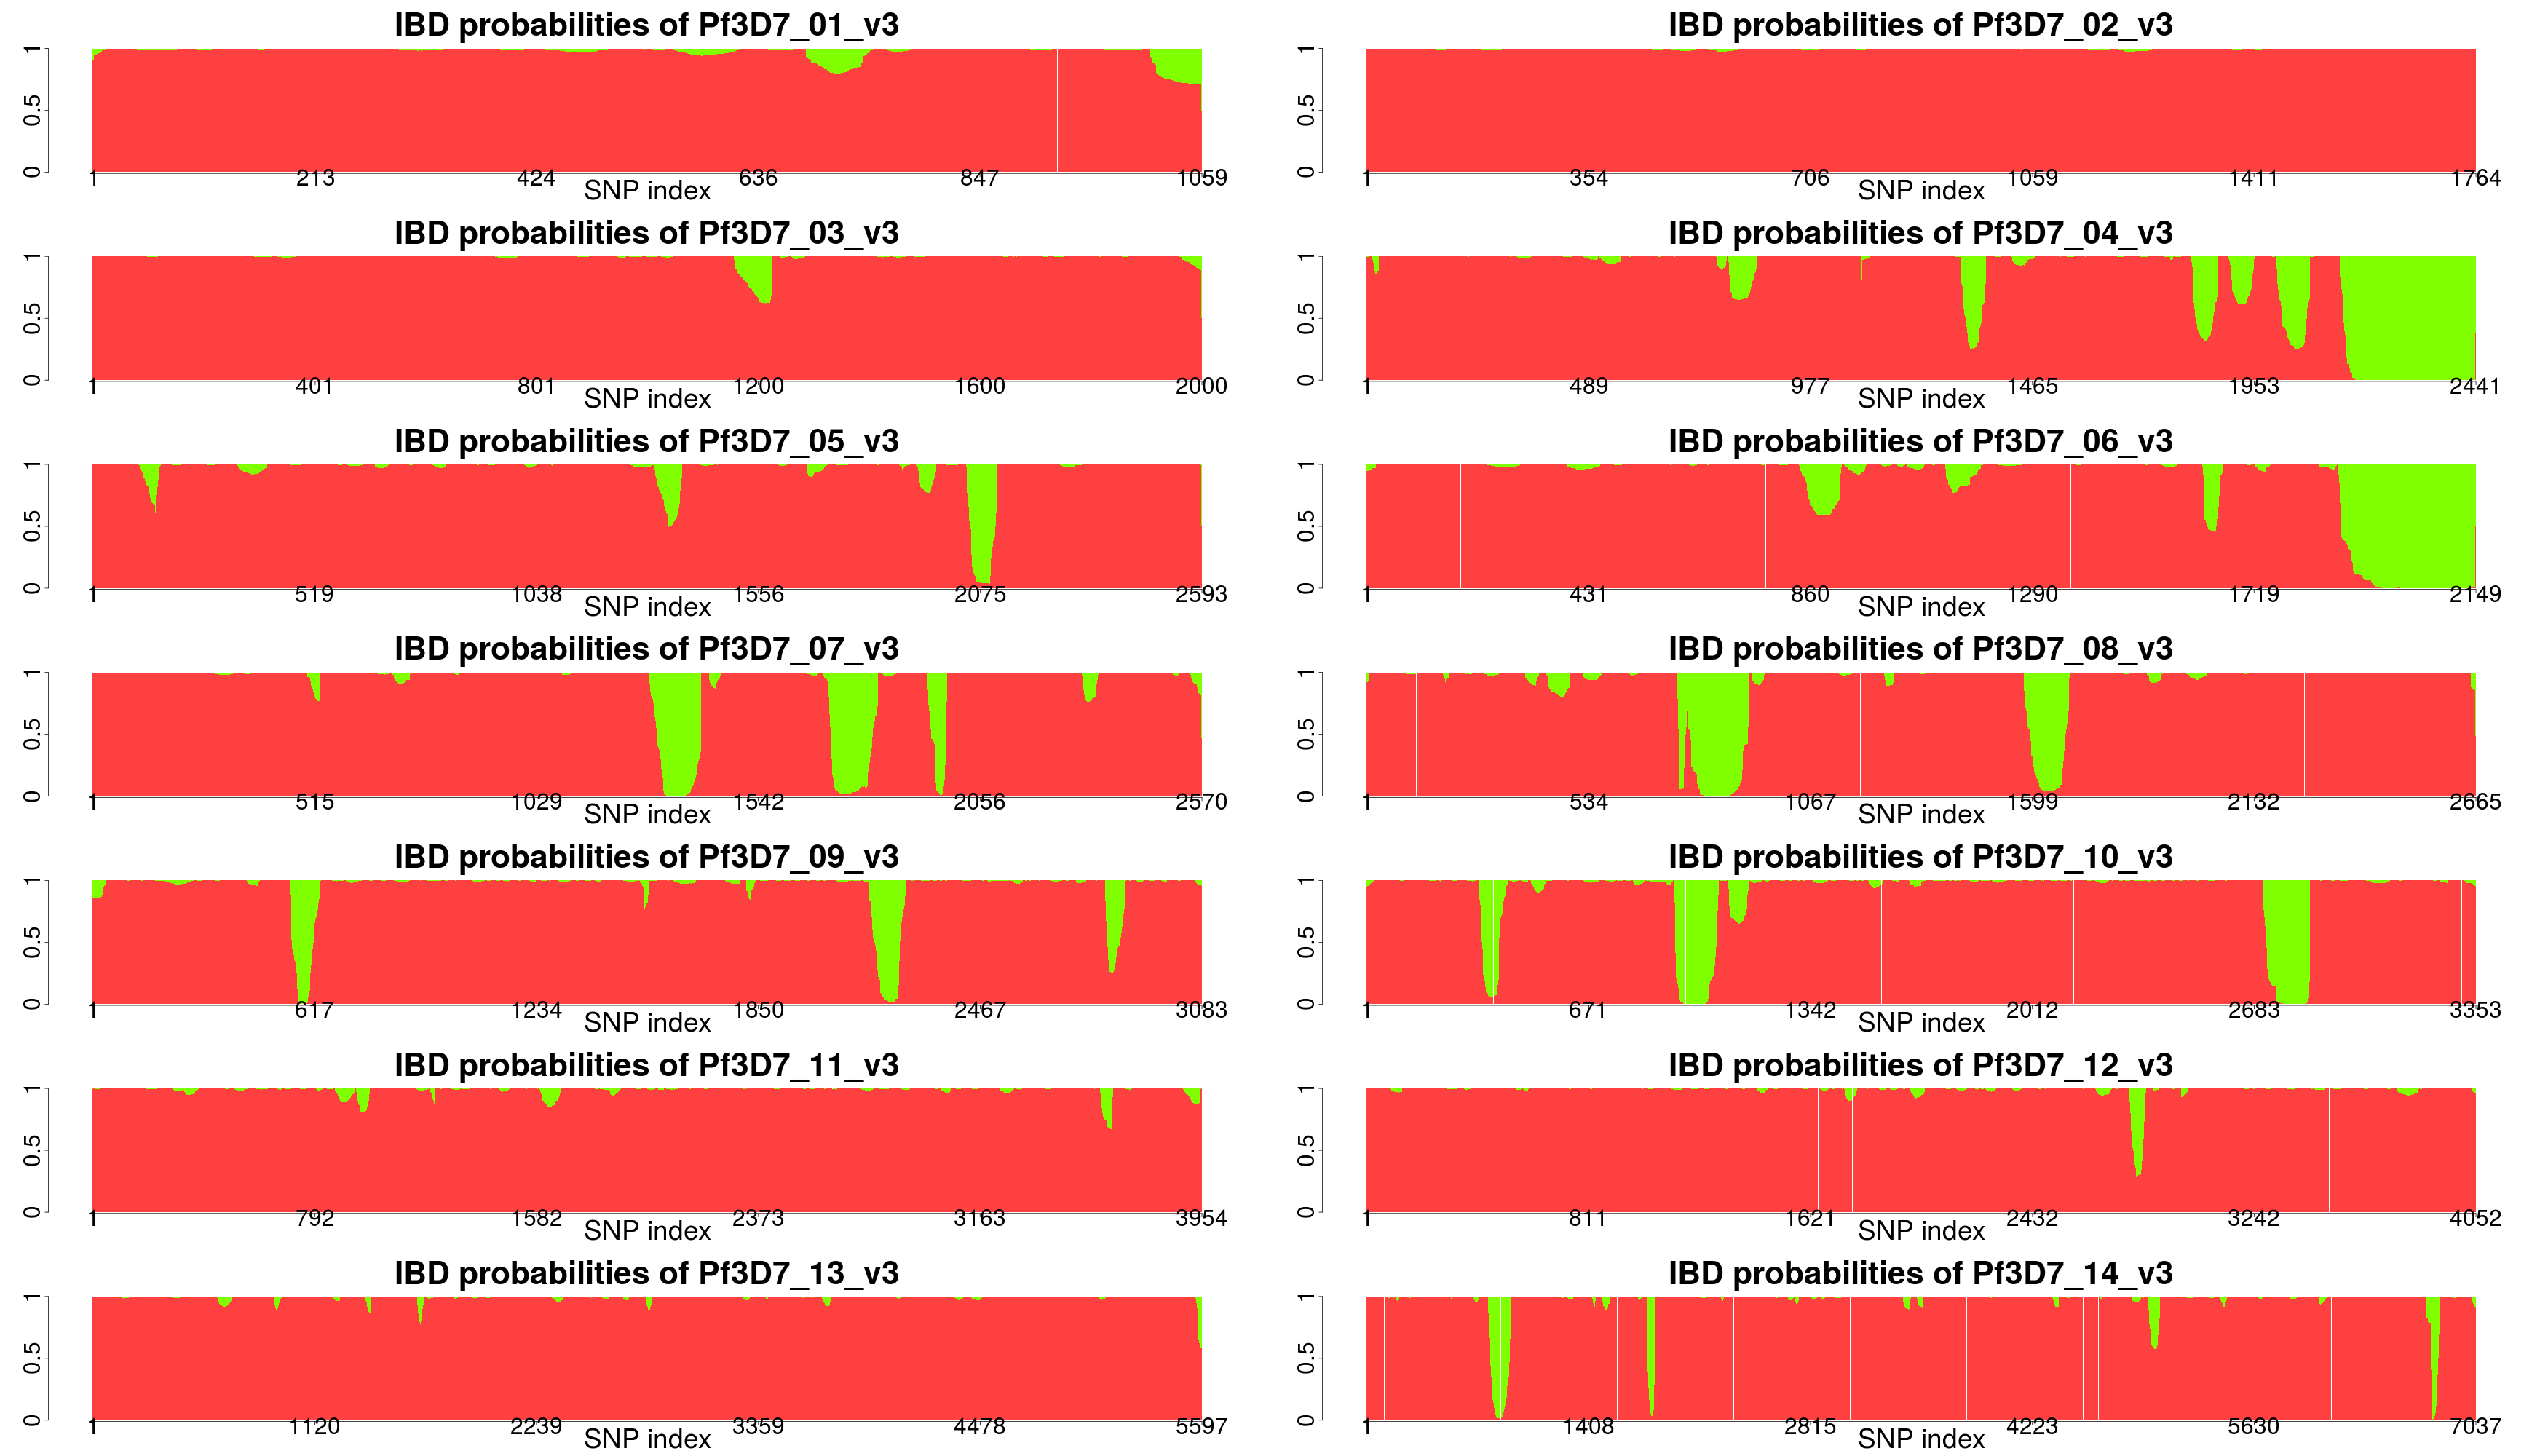 IBD probabilities of Pf3D7_01_v3
0 0.5 1
1 213 424 636 847 1059
SNP index
IBD probabilities of Pf3D7_02_v3
0 0.5 1
1 354 706 1059 1411 1764
SNP index
IBD probabilities of Pf3D7_03_v3
0 0.5 1
1 401 801 1200 1600 2000
SNP index
IBD probabilities of Pf3D7_04_v3
0 0.5 1
1 489 977 1465 1953 2441
SNP index
IBD probabilities of Pf3D7_05_v3
0 0.5 1
1 519 1038 1556 2075 2593
SNP index
IBD probabilities of Pf3D7_06_v3
0 0.5 1
1 431 860 1290 1719 2149
SNP index
IBD probabilities of Pf3D7_07_v3
0 0.5 1
1 515 1029 1542 2056 2570
SNP index
IBD probabilities of Pf3D7_08_v3
0 0.5 1
1 534 1067 1599 2132 2665
SNP index
IBD probabilities of Pf3D7_09_v3
0 0.5 1
1 617 1234 1850 2467 3083
SNP index
IBD probabilities of Pf3D7_10_v3
0 0.5 1
1 671 1342 2012 2683 3353
SNP index
IBD probabilities of Pf3D7_11_v3
0 0.5 1
1 792 1582 2373 3163 3954
SNP index
IBD probabilities of Pf3D7_12_v3
0 0.5 1
1 811 1621 2432 3242 4052
SNP index
IBD probabilities of Pf3D7_13_v3
0 0.5 1
1 1120 2239 3359 4478 5597
SNP index
IBD probabilities of Pf3D7_14_v3
0 0.5 1
1 1408 2815 4223 5630 7037
SNP index